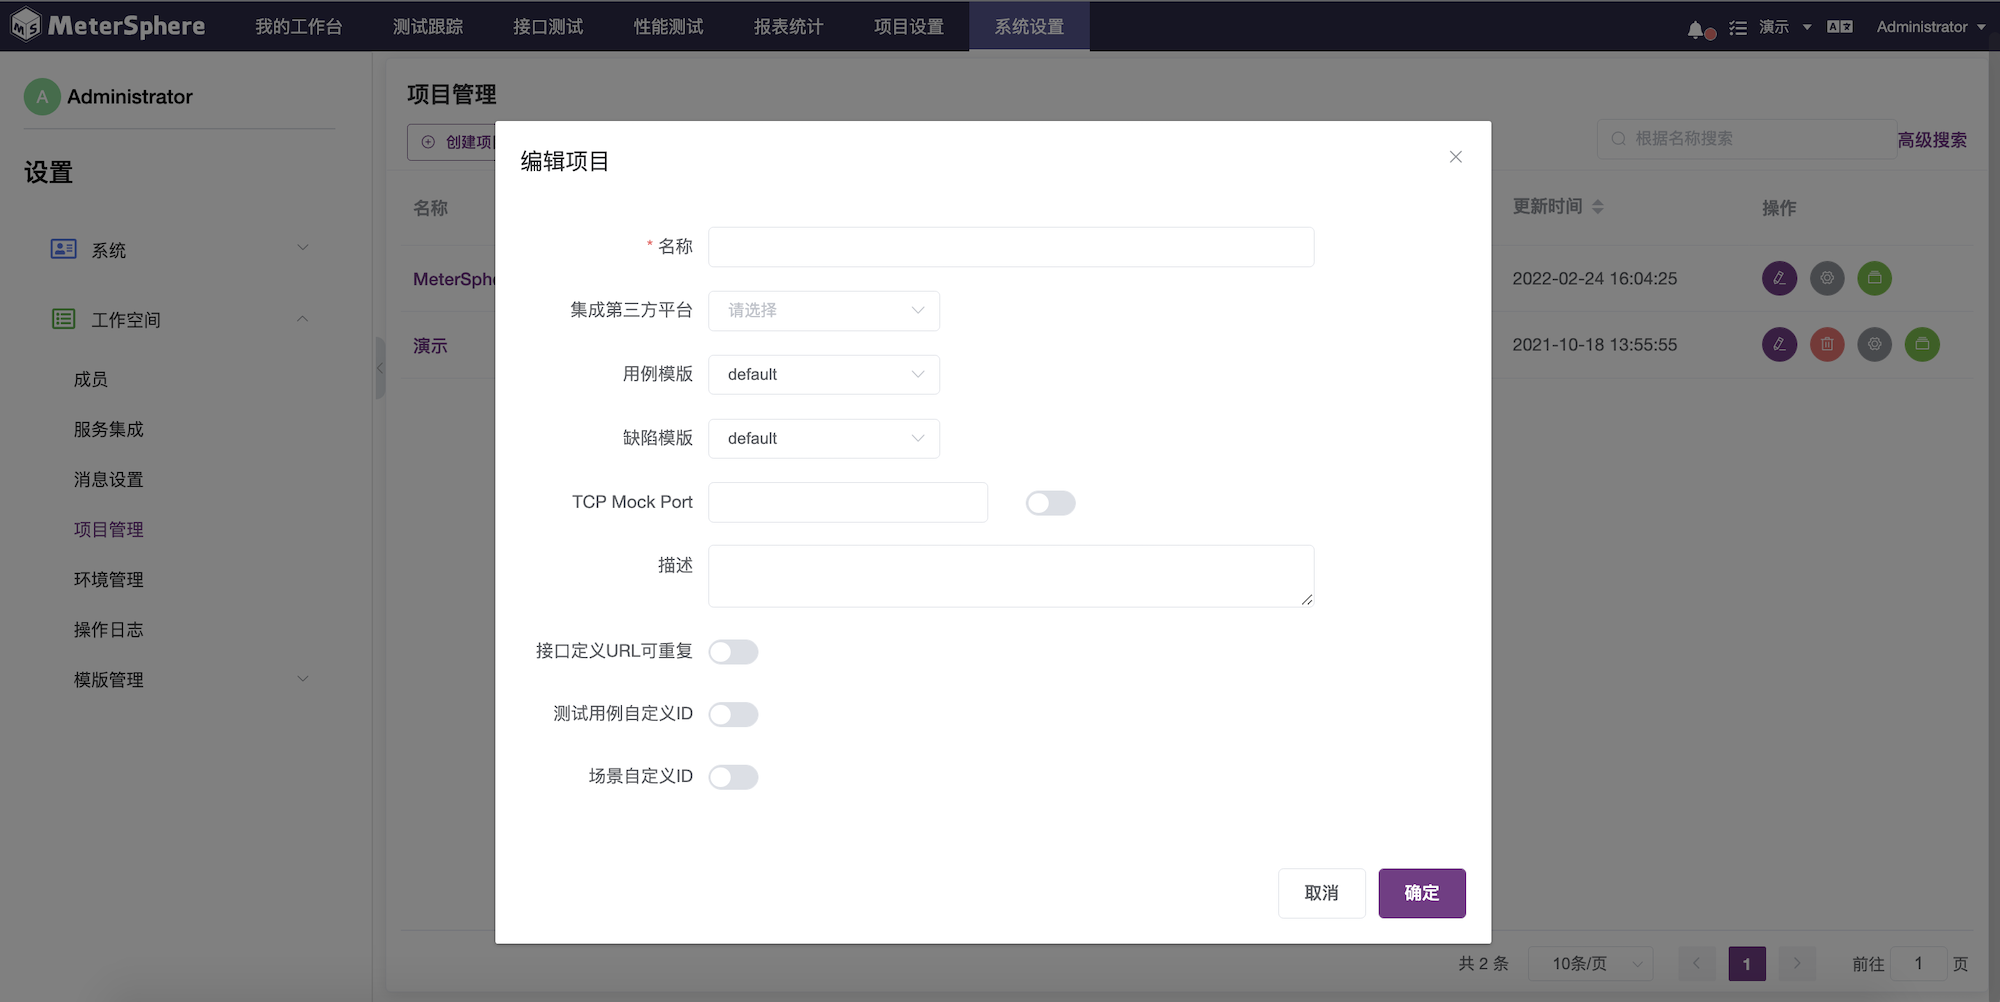 MeterSphere 我的工作台 测试跟踪 接口测试 性能测试 报表统计 项目设置 系统设置 演示 Administrator
A Administrator
设置
系统
工作空间
成员
服务集成
消息设置
项目管理
环境管理
操作日志
模版管理
项目管理
创建项
根据名称搜索 高级搜索
名称 更新时间 操作
MeterSphe 2022-02-24 16:04:25
演示 2021-10-18 13:55:55
编辑项目
* 名称
集成第三方平台 请选择
用例模版 default
缺陷模版 default
TCP Mock Port
描述
接口定义URL可重复
测试用例自定义ID
场景自定义ID
取消 确定
共 2 条 10条/页 1 前往 1 页